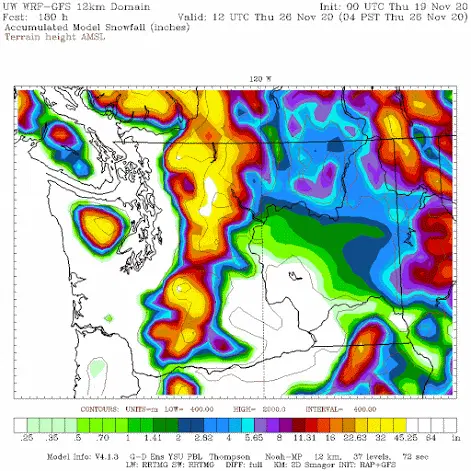 UW WRF-GFS 12km Domain Init: 00 UTC Thu 19 Nov 20
Fcst: 180 h Valid: 12 UTC Thu 26 Nov 20 (04 PST Thu 26 Nov 20)
Accumulated Model Snowfall (inches)
Terrain height AMSL
120 W
CONTOURS: UNITS=m LOW= 400.00 HIGH= 2000.0 INTERVAL= 400.00
.25 .35 .5 .70 1 1.41 2 2.82 4 5.65 8 11.31 16 22.63 32 45.25 64 in
Model Info: V4.1.3 G-D Ens YSU PBL Thompson Noah-MP 12 km, 37 levels, 72 sec
LW: RRTMG SW: RRTMG DIFF: full KM: 2D Smagor INIT: RAP+GFS